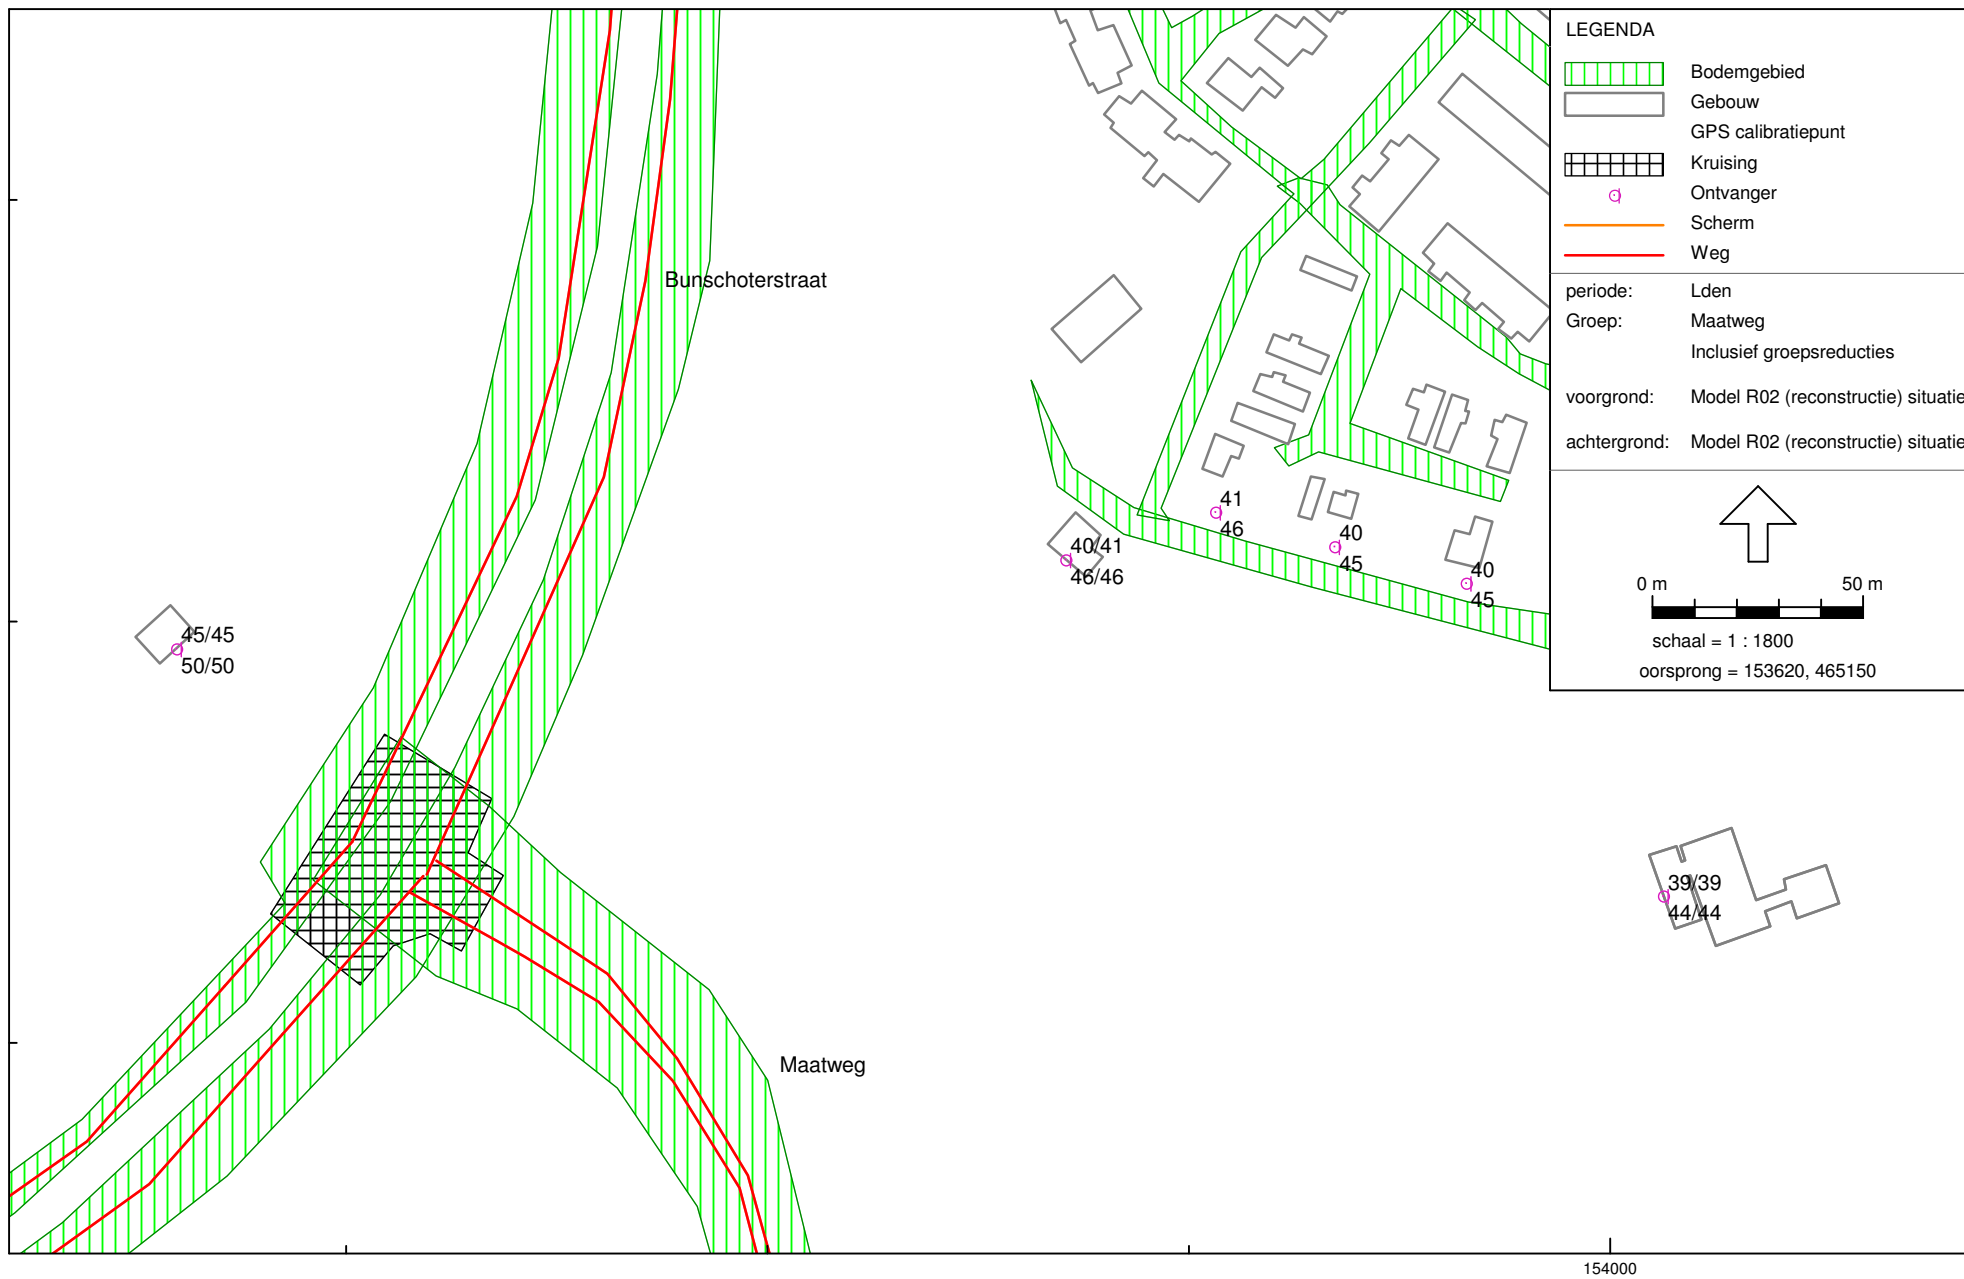 LEGENDA
Bodemgebied
Gebouw
GPS calibratiepunt
Kruising
Ontvanger
Scherm
Weg
periode: Lden
Groep: Maatweg
Inclusief groepsreducties
voorgrond: Model R02 (reconstructie) situatie
achtergrond: Model R02 (reconstructie) situatie
0 m 50 m
schaal = 1 : 1800
oorsprong = 153620, 465150
Bunschoterstraat
41
46
40
45
40/41
46/46
40
45
45/45
50/50
39/39
44/44
Maatweg
154000